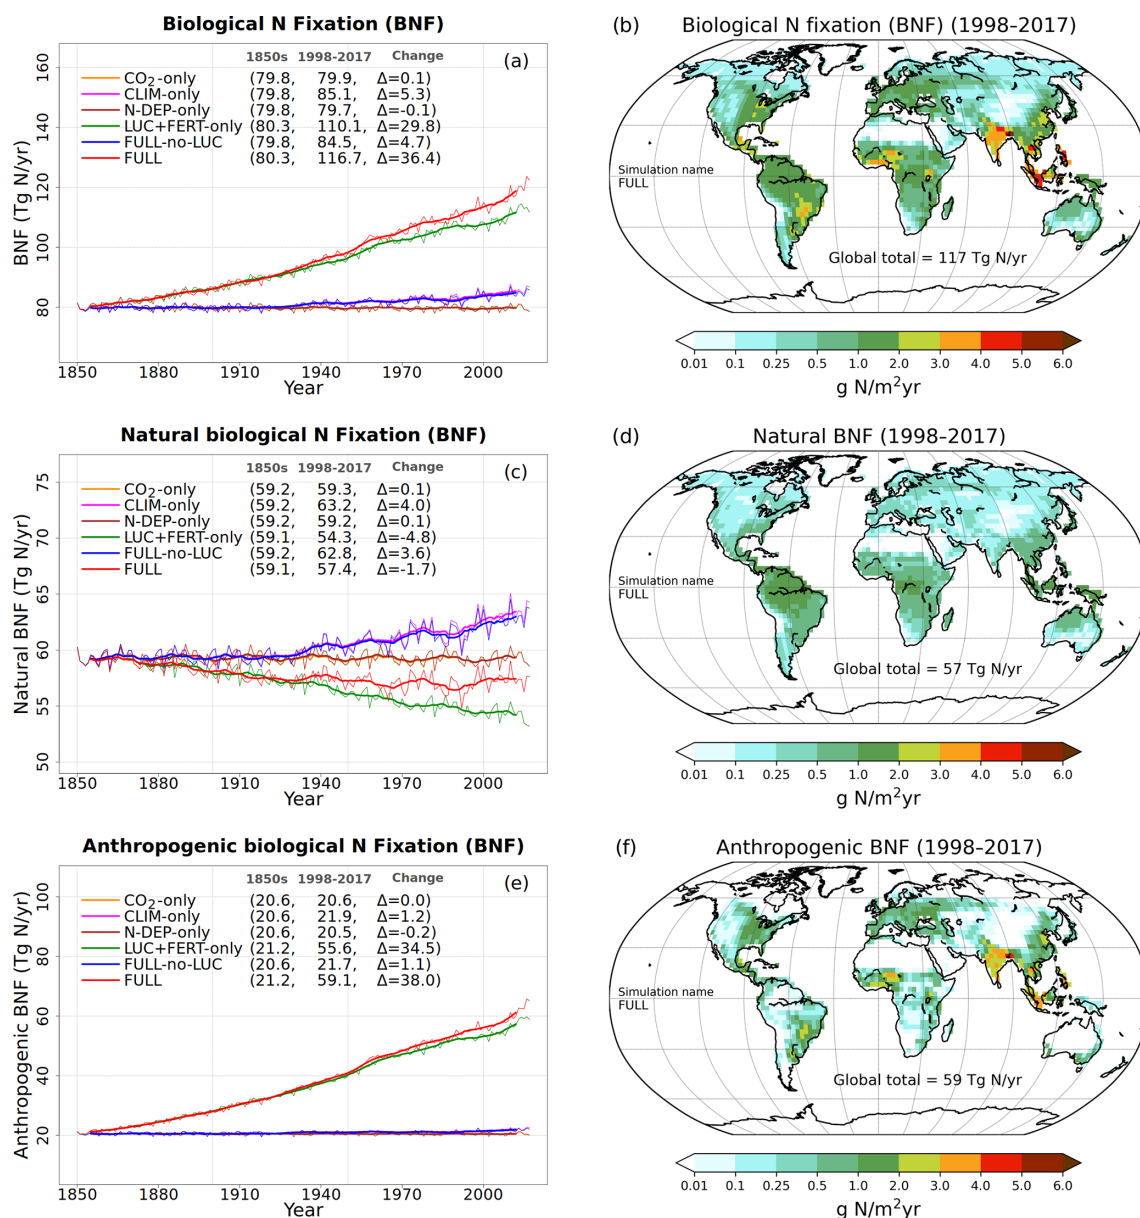 Biological N Fixation (BNF)
1850s 1998-2017 Change
(a)
CO₂-only (79.8, 79.9, Δ=0.1)
CLIM-only (79.8, 85.1, Δ=5.3)
N-DEP-only (79.8, 79.7, Δ=-0.1)
LUC+FERT-only (80.3, 110.1, Δ=29.8)
FULL-no-LUC (79.8, 84.5, Δ=4.7)
FULL (80.3, 116.7, Δ=36.4)
BNF (Tg N/yr)
160
140
120
100
80
1850 1880 1910 1940 1970 2000
Year
(b) Biological N fixation (BNF) (1998–2017)
Simulation name
FULL
Global total = 117 Tg N/yr
0.01 0.1 0.25 0.5 1.0 2.0 3.0 4.0 5.0 6.0
g N/m²yr
Natural biological N Fixation (BNF)
1850s 1998-2017 Change
(c)
CO₂-only (59.2, 59.3, Δ=0.1)
CLIM-only (59.2, 63.2, Δ=4.0)
N-DEP-only (59.2, 59.2, Δ=0.1)
LUC+FERT-only (59.1, 54.3, Δ=-4.8)
FULL-no-LUC (59.2, 62.8, Δ=3.6)
FULL (59.1, 57.4, Δ=-1.7)
Natural BNF (Tg N/yr)
75
70
65
60
55
50
1850 1880 1910 1940 1970 2000
Year
(d) Natural BNF (1998–2017)
Simulation name
FULL
Global total = 57 Tg N/yr
0.01 0.1 0.25 0.5 1.0 2.0 3.0 4.0 5.0 6.0
g N/m²yr
Anthropogenic biological N Fixation (BNF)
1850s 1998-2017 Change
(e)
CO₂-only (20.6, 20.6, Δ=0.0)
CLIM-only (20.6, 21.9, Δ=1.2)
N-DEP-only (20.6, 20.5, Δ=-0.2)
LUC+FERT-only (21.2, 55.6, Δ=34.5)
FULL-no-LUC (20.6, 21.7, Δ=1.1)
FULL (21.2, 59.1, Δ=38.0)
Anthropogenic BNF (Tg N/yr)
100
80
60
40
20
1850 1880 1910 1940 1970 2000
Year
(f) Anthropogenic BNF (1998–2017)
Simulation name
FULL
Global total = 59 Tg N/yr
0.01 0.1 0.25 0.5 1.0 2.0 3.0 4.0 5.0 6.0
g N/m²yr